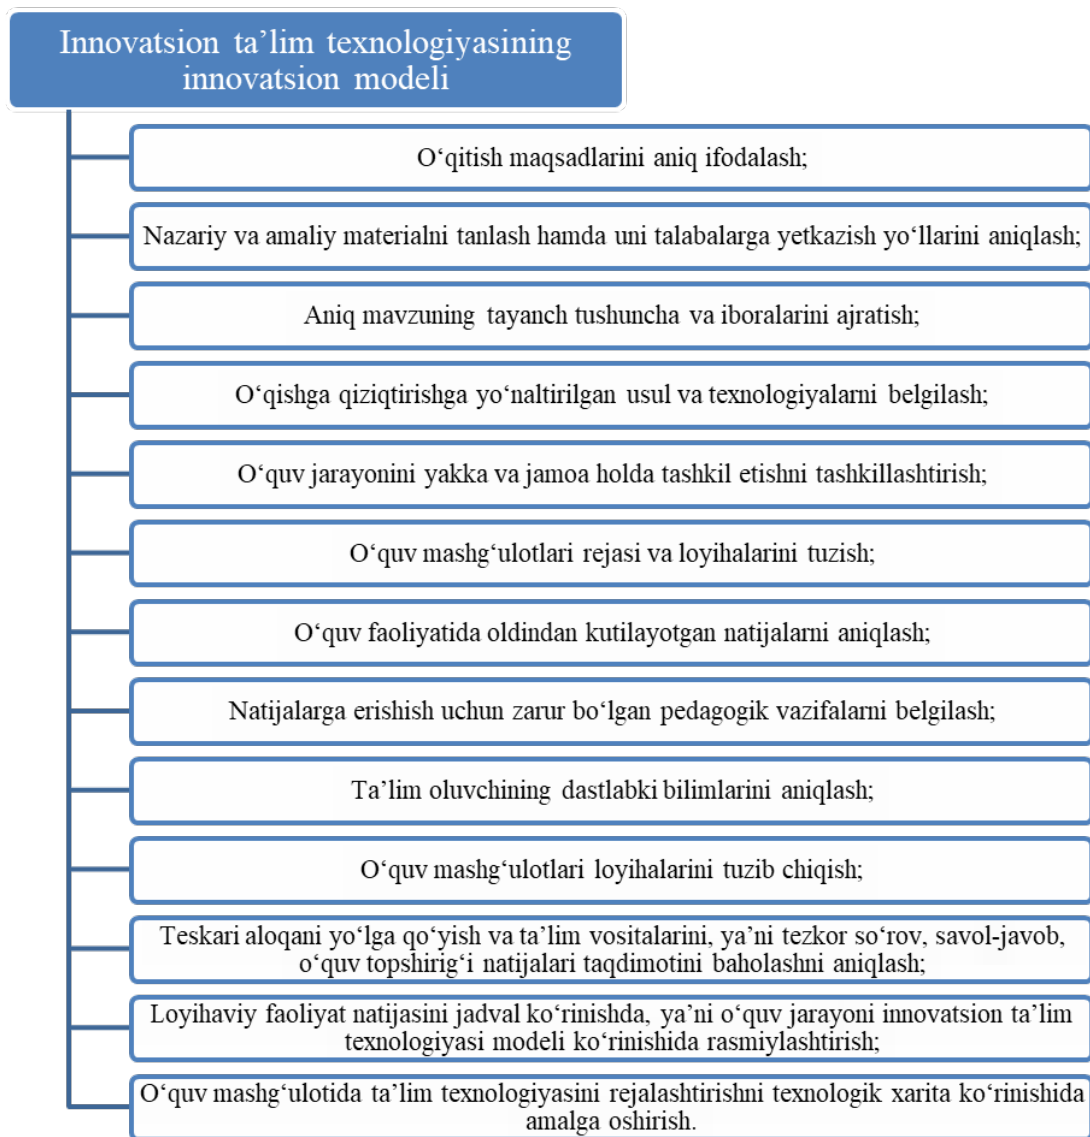 Innovatsion ta’lim texnologiyasining
innovatsion modeli
O‘qitish maqsadlarini aniq ifodalash;
Nazariy va amaliy materialni tanlash hamda uni talabalarga yetkazish yo‘llarini aniqlash;
Aniq mavzuning tayanch tushuncha va iboralarini ajratish;
O‘qishga qiziqtirishga yo‘naltirilgan usul va texnologiyalarni belgilash;
O‘quv jarayonini yakka va jamoa holda tashkil etishni tashkillashtirish;
O‘quv mashg‘ulotlari rejasi va loyihalarini tuzish;
O‘quv faoliyatida oldindan kutilayotgan natijalarni aniqlash;
Natijalarga erishish uchun zarur bo‘lgan pedagogik vazifalarni belgilash;
Ta’lim oluvchining dastlabki bilimlarini aniqlash;
O‘quv mashg‘ulotlari loyihalarini tuzib chiqish;
Teskari aloqani yo‘lga qo‘yish va ta’lim vositalarini, ya’ni tezkor so‘rov, savol-javob,
o‘quv topshirig‘i natijalari taqdimotini baholashni aniqlash;
Loyihaviy faoliyat natijasini jadval ko‘rinishda, ya’ni o‘quv jarayoni innovatsion ta’lim
texnologiyasi modeli ko‘rinishida rasmiylashtirish;
O‘quv mashg‘ulotida ta’lim texnologiyasini rejalashtirishni texnologik xarita ko‘rinishida
amalga oshirish.